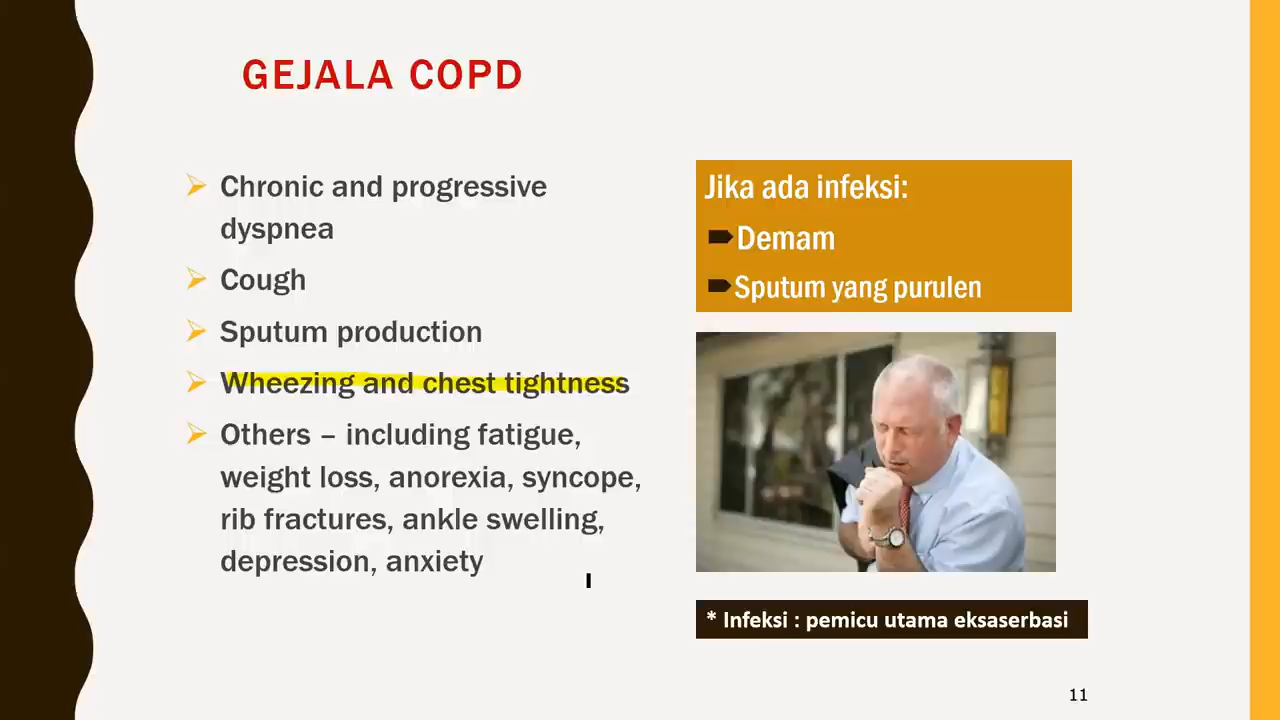 GEJALA COPD
Chronic and progressive
dyspnea
Cough
Sputum production
Wheezing and chest tightness
Others – including fatigue,
weight loss, anorexia, syncope,
rib fractures, ankle swelling,
depression, anxiety
Jika ada infeksi:
Demam
Sputum yang purulen
* Infeksi : pemicu utama eksaserbasi
11